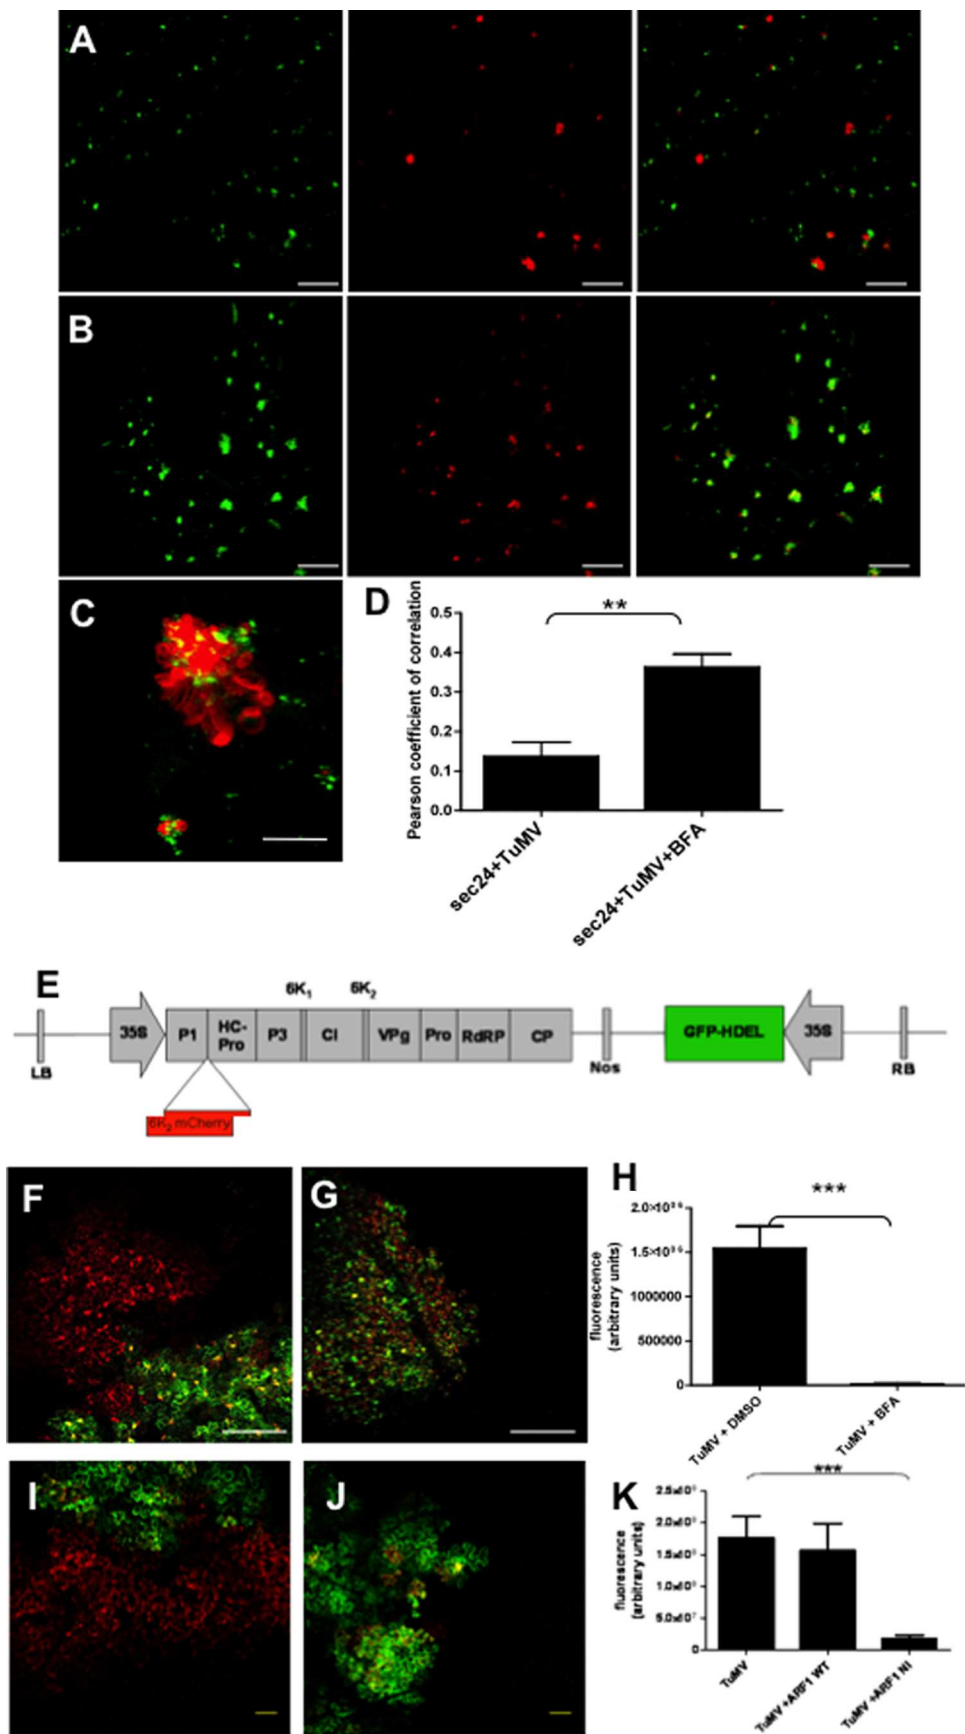 A
B
C
D
**
Pearson coefficient of correlation
0.5
0.4
0.3
0.2
0.1
0.0
sec24+TuMV
sec24+TuMV+BFA
E
6K1 6K2
35S P1 HC-Pro P3 CI VPg Pro RdRP CP GFP-HDEL 35S
LB Nos RB
6K2 mCherry
F
G
H
***
fluorescence
(arbitrary units)
1000000
500000
0
TuMV + DMSO
TuMV + BFA
I
J
K
***
fluorescence
(arbitrary units)
0
TuMV
TuMV +ARF1 WT
TuMV +ARF1 NI